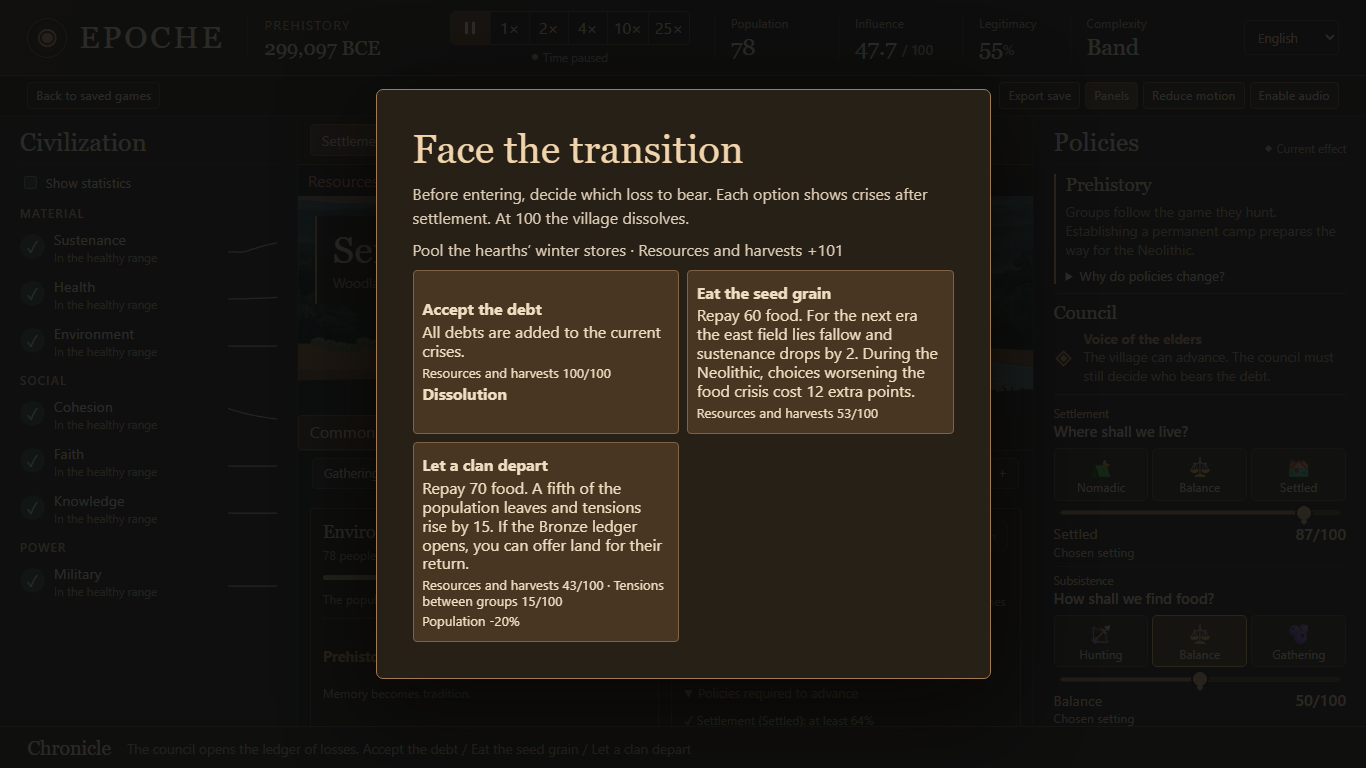 EPOCHE
PREHISTORY
299,097 BCE
1×
2×
4×
10×
25×
Time paused
Population
78
Influence
47.7 / 100
Legitimacy
55%
Complexity
Band
English
Back to saved games
Export save
Panels
Reduce motion
Enable audio
Civilization
Show statistics
MATERIAL
Sustenance
In the healthy range
Health
In the healthy range
Environment
In the healthy range
SOCIAL
Cohesion
In the healthy range
Faith
In the healthy range
Knowledge
In the healthy range
POWER
Military
In the healthy range
Settleme
Resources
Se
Woodla
Common
Gathering
+
Enviro
78 people
The popul
Prehisto
Memory becomes tradition.
Face the transition
Before entering, decide which loss to bear. Each option shows crises after
settlement. At 100 the village dissolves.
Pool the hearths’ winter stores · Resources and harvests +101
Accept the debt
All debts are added to the current
crises.
Resources and harvests 100/100
Dissolution
Eat the seed grain
Repay 60 food. For the next era
the east field lies fallow and
sustenance drops by 2. During the
Neolithic, choices worsening the
food crisis cost 12 extra points.
Resources and harvests 53/100
Let a clan depart
Repay 70 food. A fifth of the
population leaves and tensions
rise by 15. If the Bronze ledger
opens, you can offer land for their
return.
Resources and harvests 43/100 · Tensions
between groups 15/100
Population -20%
es
Policies required to advance
✓ Settlement (Settled): at least 64%
Policies
Current effect
Prehistory
Groups follow the game they hunt.
Establishing a permanent camp prepares the
way for the Neolithic.
Why do policies change?
Council
Voice of the elders
The village can advance. The council must
still decide who bears the debt.
Settlement
Where shall we live?
Nomadic
Balance
Settled
Settled
87/100
Chosen setting
Subsistence
How shall we find food?
Hunting
Balance
Gathering
Balance
50/100
Chosen setting
Chronicle
The council opens the ledger of losses. Accept the debt / Eat the seed grain / Let a clan depart